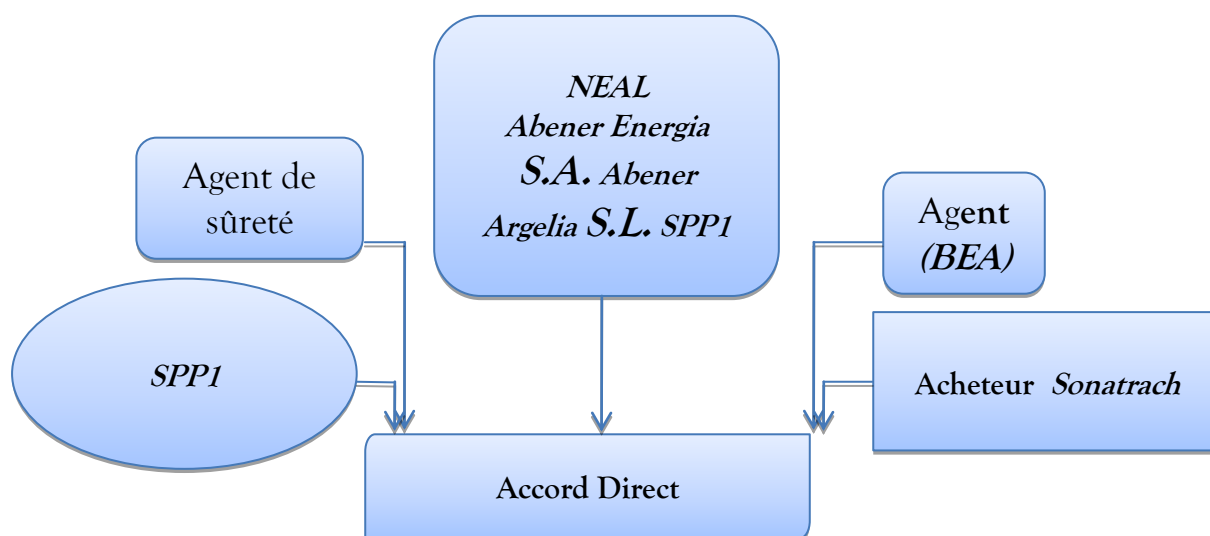 NEAL
Abener Energia
S.A. Abener
Argelia S.L. SPP1
Agent de
sûreté
Agent
(BEA)
SPP1
Acheteur Sonatrach
Accord Direct